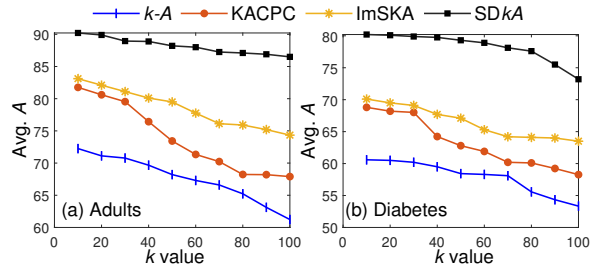 k-A KACPC ImSKA SDkA
Avg. A
90
85
80
75
70
65
60
0 20 40 60 80 100
(a) Adults
k value
Avg. A
80
75
70
65
60
55
50
0 20 40 60 80 100
(b) Diabetes
k value